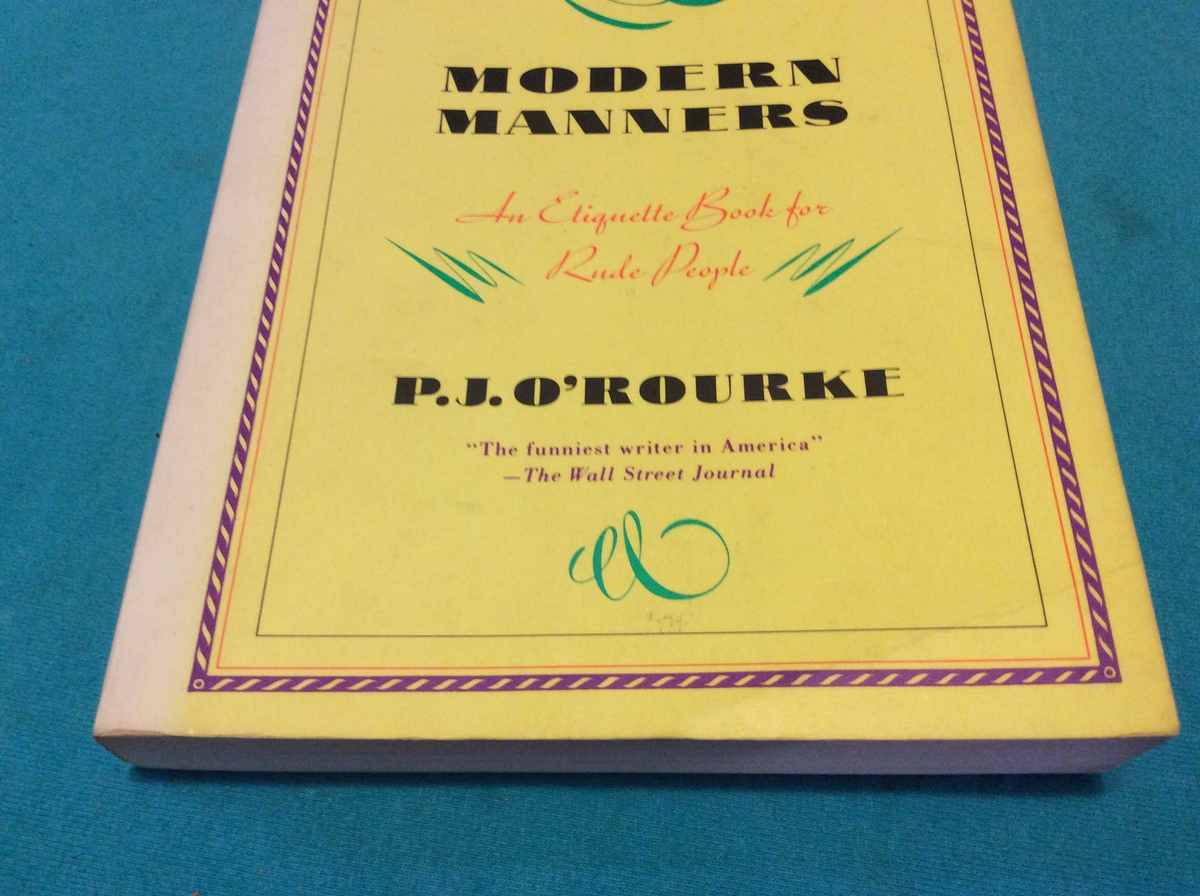 MODERN
MANNERS
An Etiquette Book for
Rude People
P.J. O'ROURKE
“The funniest writer in America”
—The Wall Street Journal